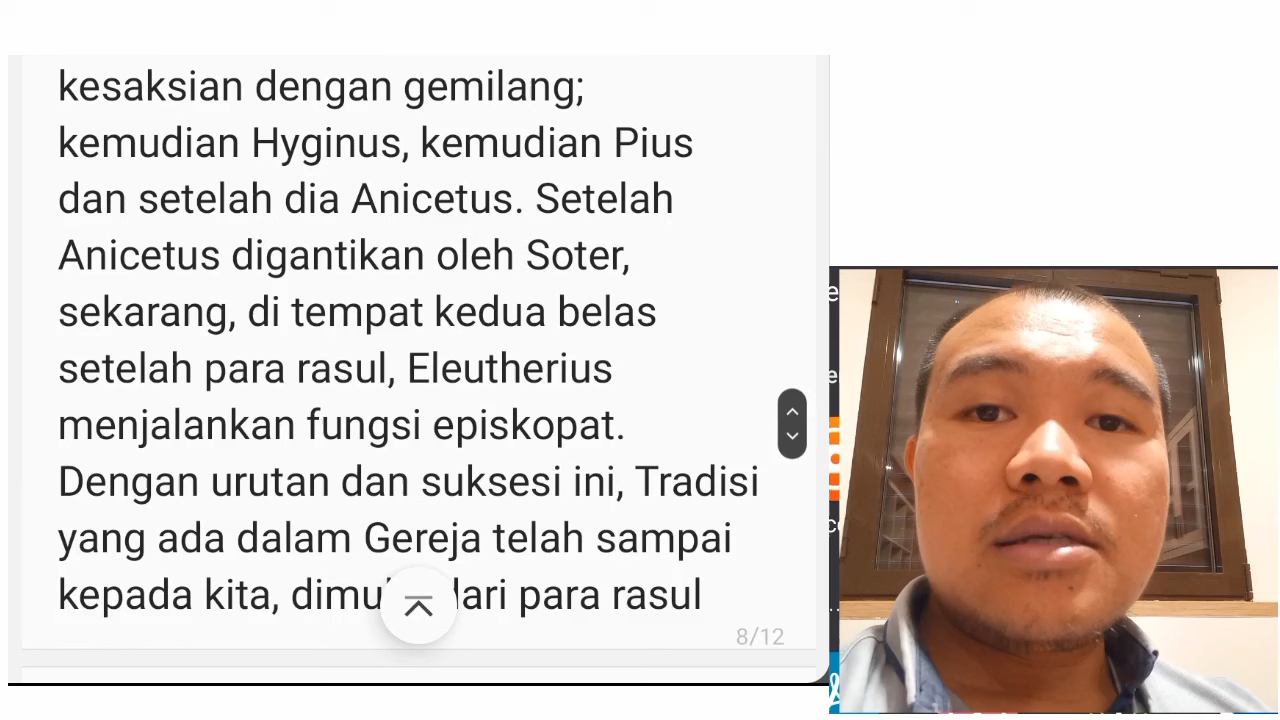 kesaksian dengan gemilang;
kemudian Hyginus, kemudian Pius
dan setelah dia Anicetus. Setelah
Anicetus digantikan oleh Soter,
sekarang, di tempat kedua belas
setelah para rasul, Eleutherius
menjalankan fungsi episkopat.
Dengan urutan dan suksesi ini, Tradisi
yang ada dalam Gereja telah sampai
kepada kita, para rasul
8/12